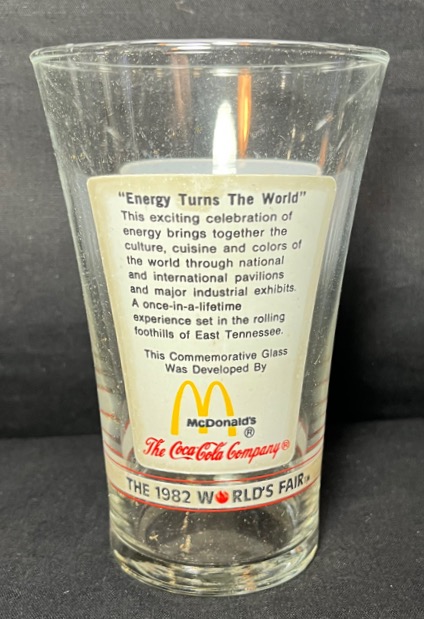 "Energy Turns The World"
This exciting celebration of
energy brings together the
culture, cuisine and colors of
the world through national
and international pavilions
and major industrial exhibits.
A once-in-a-lifetime
experience set in the rolling
foothills of East Tennessee.
This Commemorative Glass
Was Developed By
McDonald's
®
The Coca-Cola Company®
THE 1982 WORLD'S FAIR